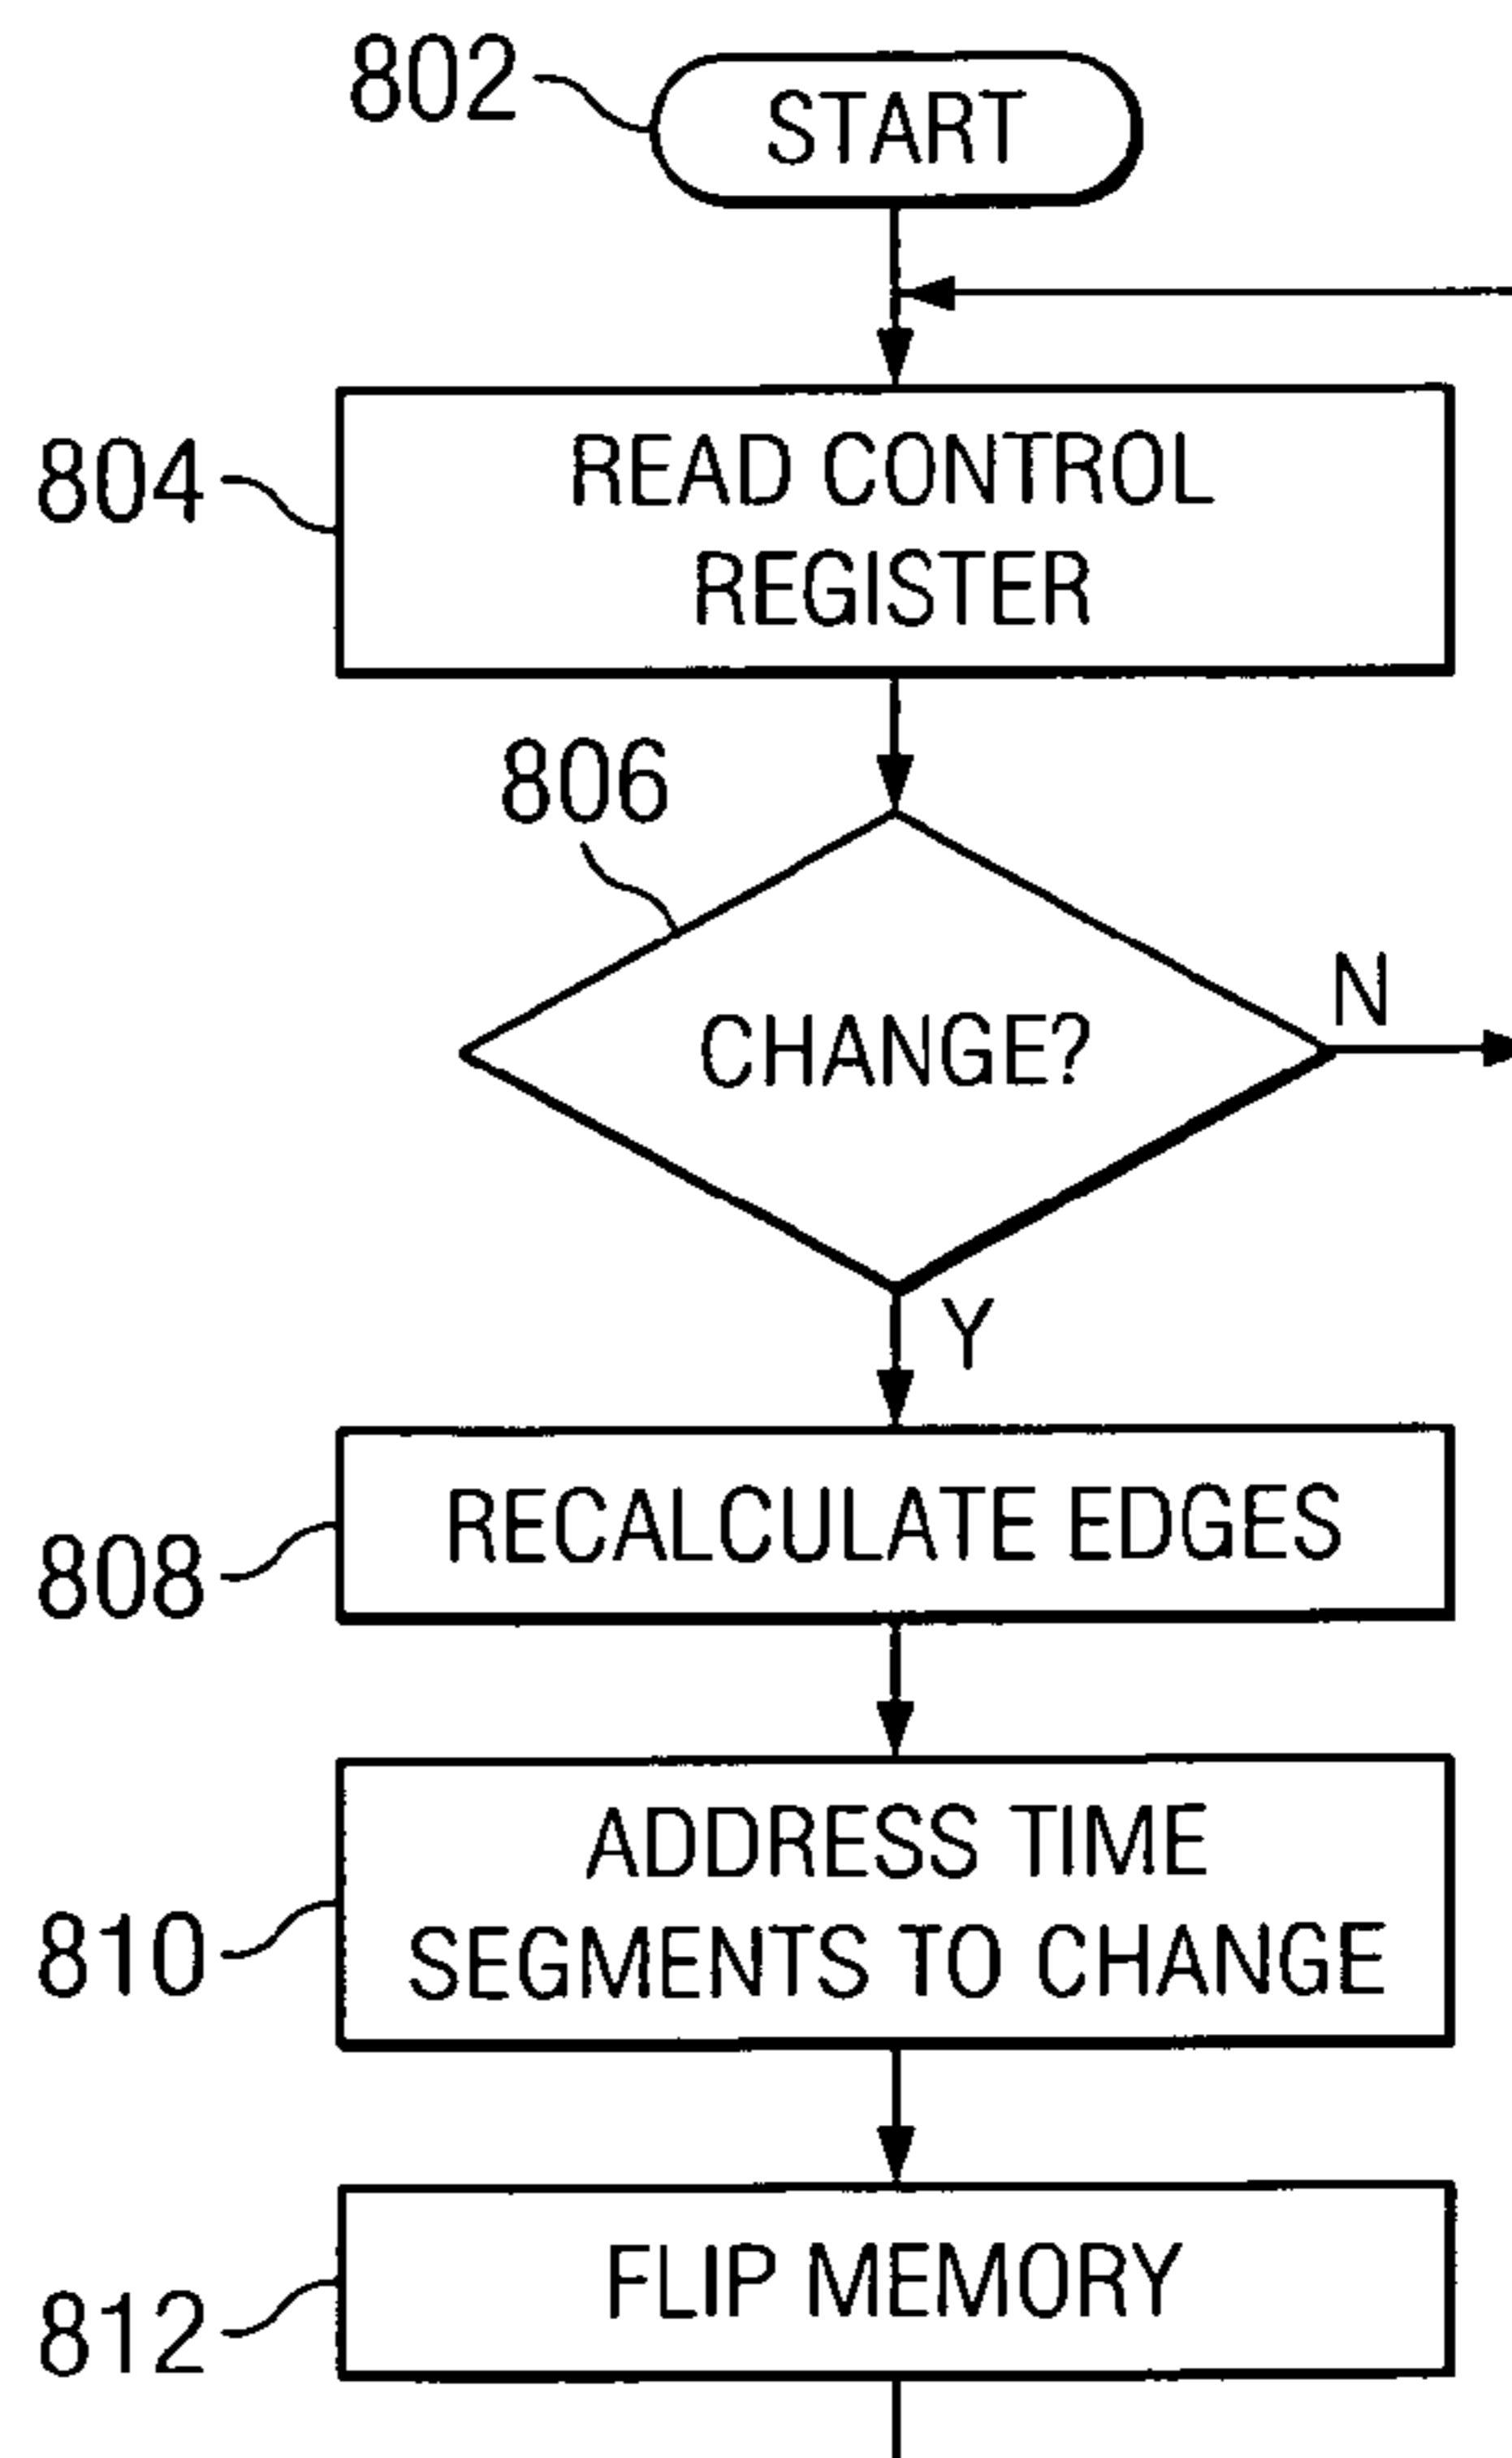 802
START
804
READ CONTROL
REGISTER
806
CHANGE?
N
Y
808
RECALCULATE EDGES
810
ADDRESS TIME
SEGMENTS TO CHANGE
812
FLIP MEMORY